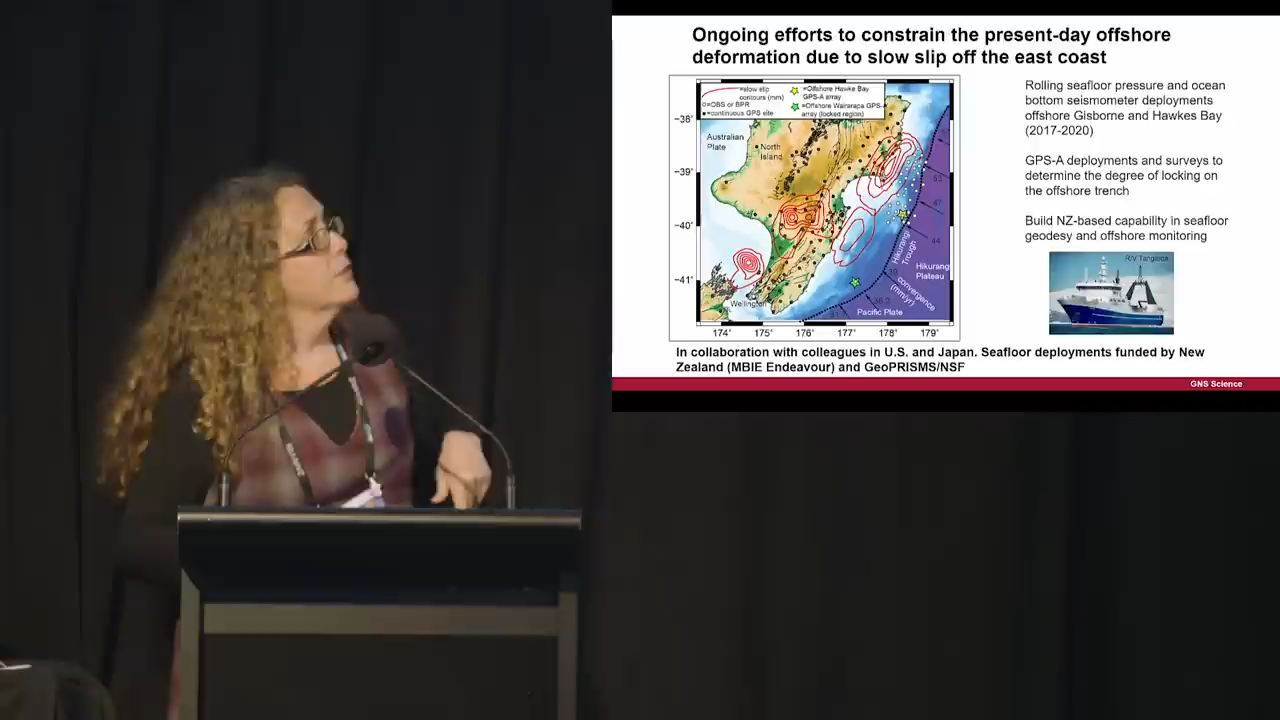 Ongoing efforts to constrain the present-day offshore
deformation due to slow slip off the east coast
=slow slip
contours (mm)
=OBS or BPR
=continuous GPS site
=Offshore Hawke Bay
GPS-A array
=Offshore Wairarapa GPS-
array (locked region)
Australian
Plate
North
Island
Hikurang
Trough
Hikurang
Plateau
convergence
(mm/yr)
Pacific Plate
Wellington
53
47
44
-38°
-39°
-40°
-41°
174°
175°
176°
177°
178°
179°
Rolling seafloor pressure and ocean
bottom seismometer deployments
offshore Gisborne and Hawkes Bay
(2017-2020)
GPS-A deployments and surveys to
determine the degree of locking on
the offshore trench
Build NZ-based capability in seafloor
geodesy and offshore monitoring
R/V Tangaroa
In collaboration with colleagues in U.S. and Japan. Seafloor deployments funded by New
Zealand (MBIE Endeavour) and GeoPRISMS/NSF
GNS Science